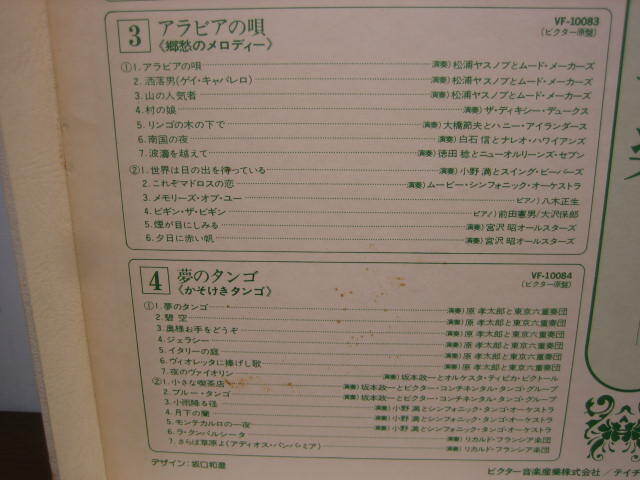 3 アラビアの唄 VF-10083
《郷愁のメロディー》 (ビクター原盤)
①1.アラビアの唄 演奏)松浦ヤスノブとムード・メーカーズ
2.洒落男(ゲイ・キャバレロ) 演奏)松浦ヤスノブとムード・メーカーズ
3.山の人気者 演奏)松浦ヤスノブとムード・メーカーズ
4.村の娘 演奏)ザ・ディキシー・デュークス
5.リンゴの木の下で 演奏)大橋節夫とハニー・アイランダース
6.南国の夜 演奏)白石 信とナレオ・ハワイアンズ
7.波濤を越えて 演奏)徳田 稔とニューオルリーンズ・セブン
②1.世界は日の出を待っている 演奏)小野 満とスイング・ビーバーズ
2.これぞマドロスの恋 演奏)ムービー・シンフォニック・オーケストラ
3.メモリーズ・オブ・ユー ピアノ)八木正生
4.ビギン・ザ・ビギン ピアノ)前田憲男/大沢保郎
5.煙が目にしみる 演奏)宮沢 昭オールスターズ
6.夕日に赤い帆 演奏)宮沢 昭オールスターズ
4 夢のタンゴ VF-10084
《かそけきタンゴ》 (ビクター原盤)
①1.夢のタンゴ 演奏)原 孝太郎と東京六重奏団
2.碧 空 演奏)原 孝太郎と東京六重奏団
3.奥様お手をどうぞ 演奏)原 孝太郎と東京六重奏団
4.ジェラシー 演奏)原 孝太郎と東京六重奏団
5.イタリーの庭 演奏)原 孝太郎と東京六重奏団
6.ヴィオレッタに捧げし歌 演奏)原 孝太郎と東京六重奏団
7.夜のヴァイオリン 演奏)坂本政一とオルケスタ・ティピカ・ビクトール
②1.小さな喫茶店 演奏)坂本政一とビクター・コンチネンタル・タンゴ・グループ
2.ブルー・タンゴ 演奏)坂本政一とビクター・コンチネンタル・タンゴ・グループ
3.小雨降る径 演奏)小野 満とシンフォニック・タンゴ・オーケストラ
4.月下の蘭 演奏)小野 満とシンフォニック・タンゴ・オーケストラ
5.モンテカルロの一夜 演奏)小野 満とシンフォニック・タンゴ・オーケストラ
6.ラ・クンパルシータ 演奏)リカルド・フランシア楽団
7.さらば草原よ(アディオス・パンパ・ミア) 演奏)リカルド・フランシア楽団
デザイン:坂口和意 ビクター音楽産業株式会社/テイチ